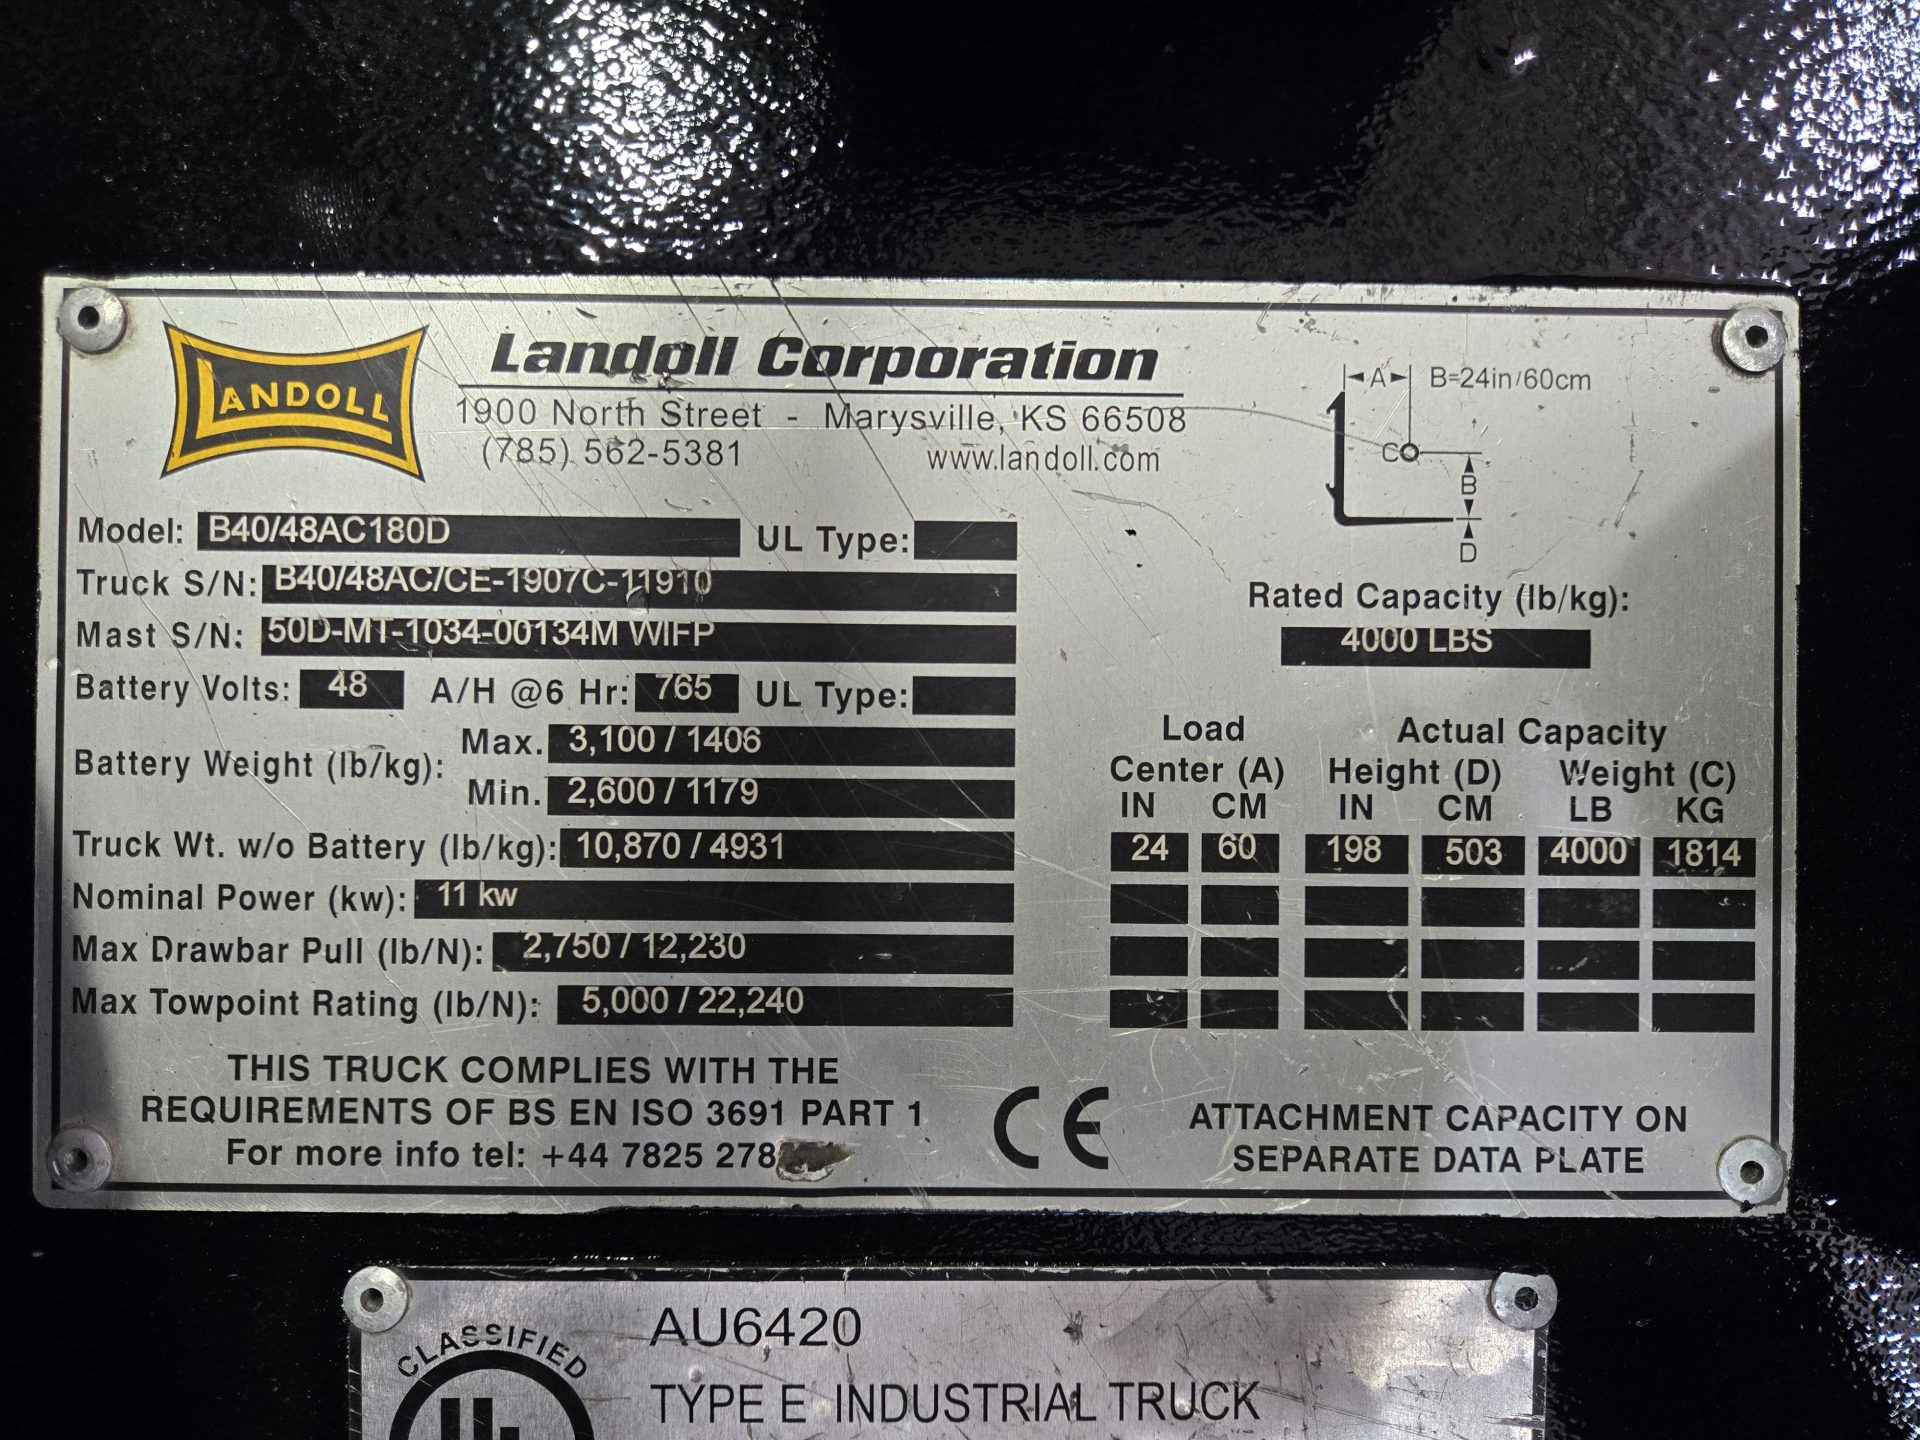 LANDOLL
Landoll Corporation
1900 North Street - Marysville, KS 66508
(785) 562-5381 www.landoll.com
Model: B40/48AC180D UL Type:
Truck S/N: B40/48AC/CE-1907C-11910
Mast S/N: 50D-MT-1034-00134M WIFP
Battery Volts: 48 A/H @6 Hr: 765 UL Type:
Battery Weight (lb/kg): Max. 3,100 / 1406
Min. 2,600 / 1179
Truck Wt. w/o Battery (lb/kg): 10,870 / 4931
Nominal Power (kw): 11 kw
Max Drawbar Pull (lb/N): 2,750 / 12,230
Max Towpoint Rating (lb/N): 5,000 / 22,240
THIS TRUCK COMPLIES WITH THE
REQUIREMENTS OF BS EN ISO 3691 PART 1
For more info tel: +44 7825 278
CE
A B=24in/60cm
C
B
D
Rated Capacity (lb/kg):
4000 LBS
Load Actual Capacity
Center (A) Height (D) Weight (C)
IN CM IN CM LB KG
24 60 198 503 4000 1814
ATTACHMENT CAPACITY ON
SEPARATE DATA PLATE
CLASSIFIED
UL
AU6420
TYPE E INDUSTRIAL TRUCK